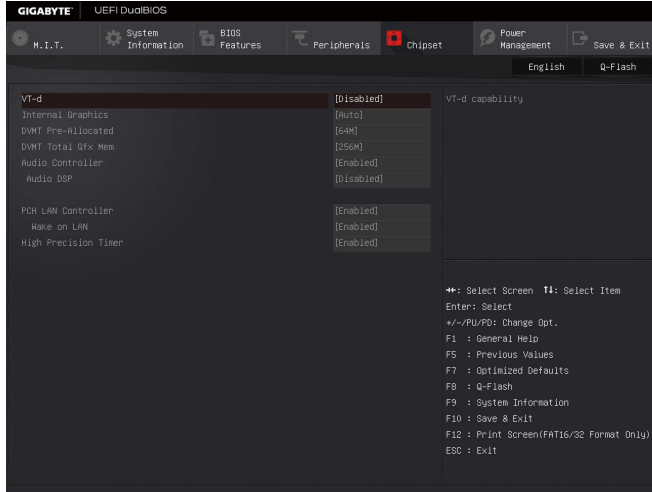 GIGABYTE™ UEFI DualBIOS
M.I.T. System Information BIOS Features Peripherals Chipset Power Management Save & Exit
English Q-Flash
VT-d [Disabled] VT-d capability
Internal Graphics [Auto]
DVMT Pre-Allocated [64M]
DVMT Total Gfx Mem [256M]
Audio Controller [Enabled]
Audio DSP [Disabled]
PCH LAN Controller [Enabled]
Wake on LAN [Enabled]
High Precision Timer [Enabled]
→←: Select Screen ↑↓: Select Item
Enter: Select
+/-/PU/PD: Change Opt.
F1 : General Help
F5 : Previous Values
F7 : Optimized Defaults
F8 : Q-Flash
F9 : System Information
F10 : Save & Exit
F12 : Print Screen(FAT16/32 Format Only)
ESC : Exit